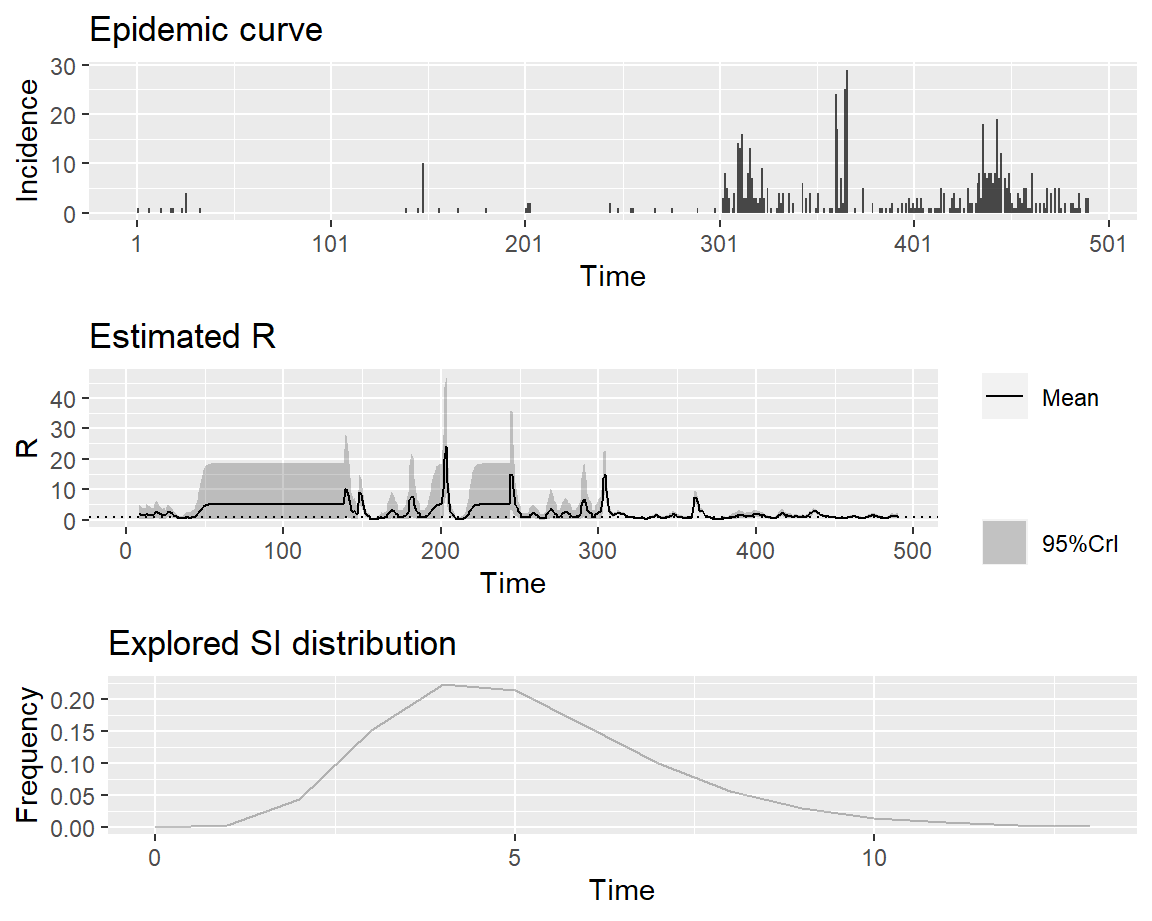 Epidemic curve
30
20
10
0
Incidence
1 101 201 301 401 501
Time
Estimated R
40
30
20
10
0
R
0 100 200 300 400 500
Time
Mean
95%CrI
Explored SI distribution
0.20
0.15
0.10
0.05
0.00
Frequency
0 5 10
Time